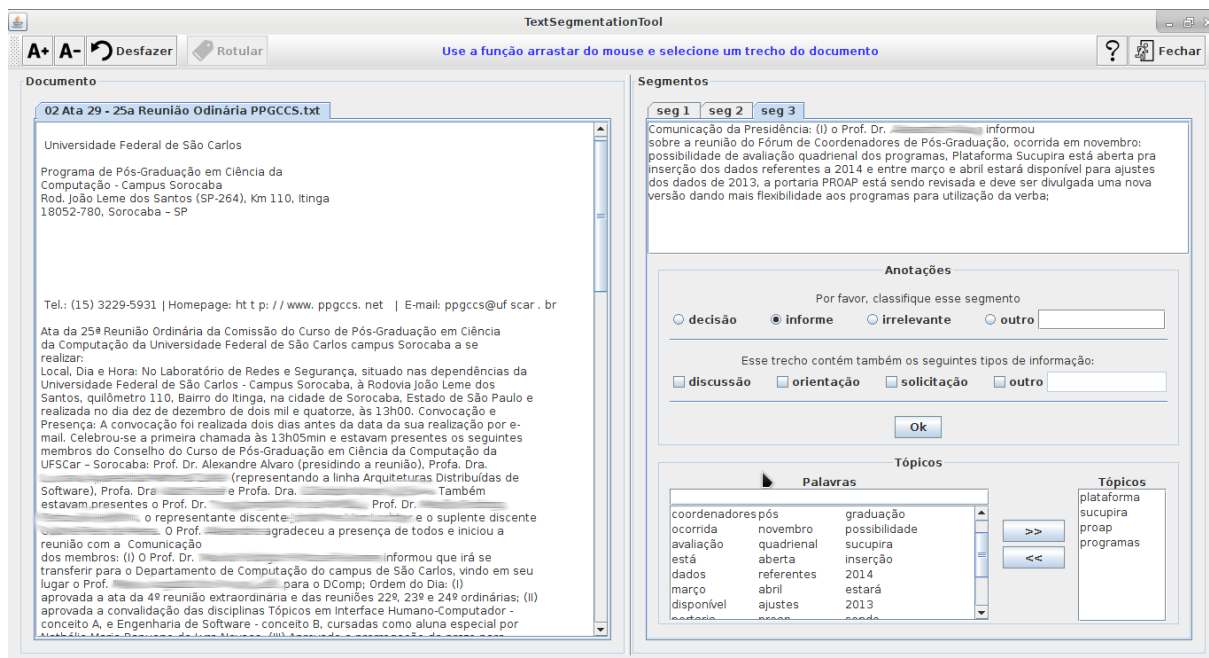 TextSegmentationTool
A+ A- Desfazer Rotular
Use a função arrastar do mouse e selecione um trecho do documento
? Fechar
Documento
02 Ata 29 - 25a Reunião Odinária PPGCCS.txt
Universidade Federal de São Carlos
Programa de Pós-Graduação em Ciência da
Computação - Campus Sorocaba
Rod. João Leme dos Santos (SP-264), Km 110, Itinga
18052-780, Sorocaba – SP
Tel.: (15) 3229-5931 | Homepage: ht t p: / / www. ppgccs. net | E-mail: ppgccs@uf scar . br
Ata da 25ª Reunião Ordinária da Comissão do Curso de Pós-Graduação em Ciência
da Computação da Universidade Federal de São Carlos campus Sorocaba a se
realizar:
Local, Dia e Hora: No Laboratório de Redes e Segurança, situado nas dependências da
Universidade Federal de São Carlos - Campus Sorocaba, à Rodovia João Leme dos
Santos, quilômetro 110, Bairro do Itinga, na cidade de Sorocaba, Estado de São Paulo e
realizada no dia dez de dezembro de dois mil e quatorze, às 13h00. Convocação e
Presença: A convocação foi realizada dois dias antes da data da sua realização por e-
mail. Celebrou-se a primeira chamada às 13h05min e estavam presentes os seguintes
membros do Conselho do Curso de Pós-Graduação em Ciência da Computação da
UFSCar – Sorocaba: Prof. Dr. Alexandre Alvaro (presidindo a reunião), Profa. Dra.
(representando a linha Arquiteturas Distribuídas de
Software), Profa. Dra e Profa. Dra. Também
estavam presentes o Prof. Dr. Prof. Dr.
, o representante discente e o suplente discente
. O Prof. agradeceu a presença de todos e iniciou a
reunião com a Comunicação
dos membros: (I) O Prof. Dr. informou que irá se
transferir para o Departamento de Computação do campus de São Carlos, vindo em seu
lugar o Prof. para o DComp; Ordem do Dia: (I)
aprovada a ata da 4º reunião extraordinária e das reuniões 22º, 23º e 24º ordinárias; (II)
aprovada a convalidação das disciplinas Tópicos em Interface Humano-Computador -
conceito A, e Engenharia de Software - conceito B, cursadas como aluna especial por
Segmentos
seg 1 seg 2 seg 3
Comunicação da Presidência: (I) o Prof. Dr. informou
sobre a reunião do Fórum de Coordenadores de Pós-Graduação, ocorrida em novembro:
possibilidade de avaliação quadrienal dos programas, Plataforma Sucupira está aberta pra
inserção dos dados referentes a 2014 e entre março e abril estará disponível para ajustes
dos dados de 2013, a portaria PROAP está sendo revisada e deve ser divulgada uma nova
versão dando mais flexibilidade aos programas para utilização da verba;
Anotações
Por favor, classifique esse segmento
decisão informe irrelevante outro
Esse trecho contém também os seguintes tipos de informação:
discussão orientação solicitação outro
Ok
Tópicos
Palavras
coordenadores pós graduação
ocorrida novembro possibilidade
avaliação quadrienal sucupira
está aberta inserção
dados referentes 2014
março abril estará
disponível ajustes 2013
portaria proap sendo
>>
<<
Tópicos
plataforma
sucupira
proap
programas